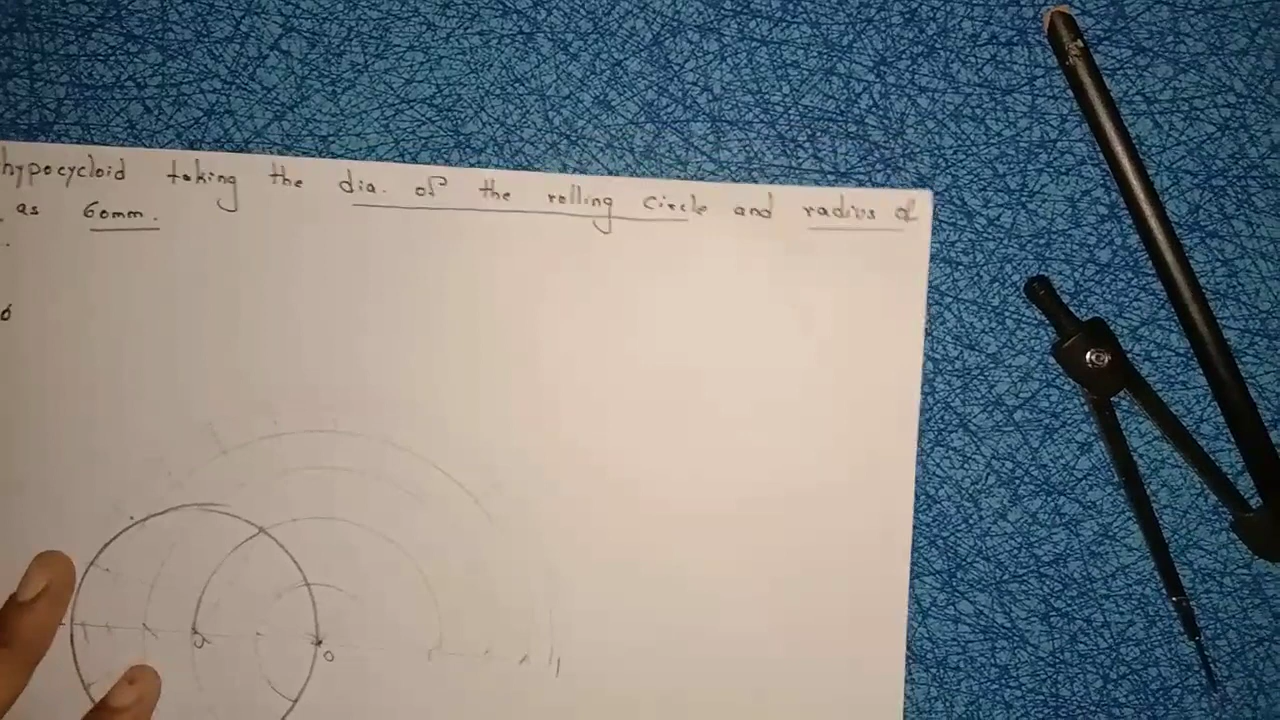 hypocycloid taking the dia. of the rolling circle and radius of
as 60mm.
a
o